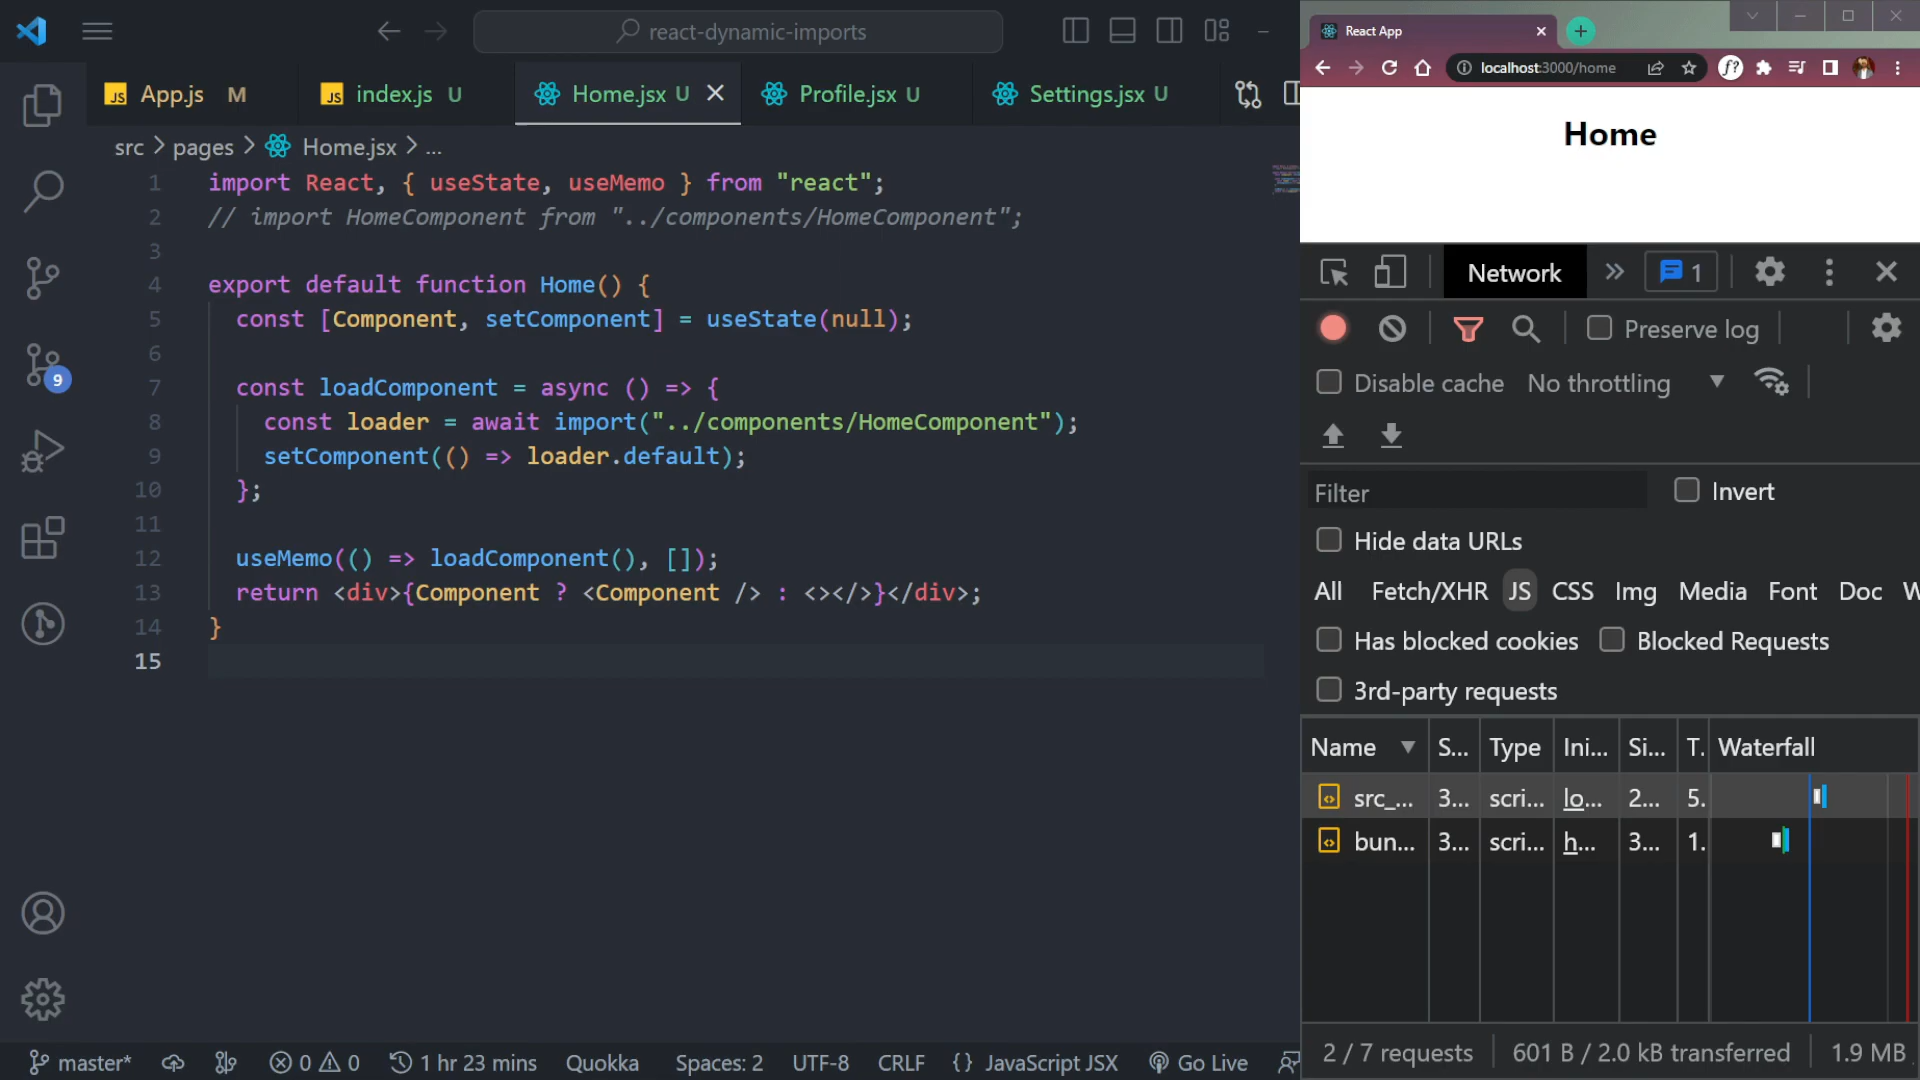 react-dynamic-imports
JS App.js M
JS index.js U
Home.jsx U
Profile.jsx U
Settings.jsx U
src > pages > Home.jsx > ...
1 import React, { useState, useMemo } from "react";
2 // import HomeComponent from "../components/HomeComponent";
3
4 export default function Home() {
5 const [Component, setComponent] = useState(null);
6
7 const loadComponent = async () => {
8 const loader = await import("../components/HomeComponent");
9 setComponent(() => loader.default);
10 };
11
12 useMemo(() => loadComponent(), []);
13 return <div>{Component ? <Component /> : <></>}</div>;
14 }
15
9
master* 0 0 1 hr 23 mins Quokka Spaces: 2 UTF-8 CRLF {} JavaScript JSX Go Live
React App
localhost:3000/home f?
Home
Network 1
Preserve log
Disable cache No throttling
Filter Invert
Hide data URLs
All Fetch/XHR JS CSS Img Media Font Doc W
Has blocked cookies Blocked Requests
3rd-party requests
Name S... Type Ini... Si... T. Waterfall
src_... 3... scri... lo... 2... 5.
bun... 3... scri... h... 3... 1.
2 / 7 requests 601 B / 2.0 kB transferred 1.9 MB